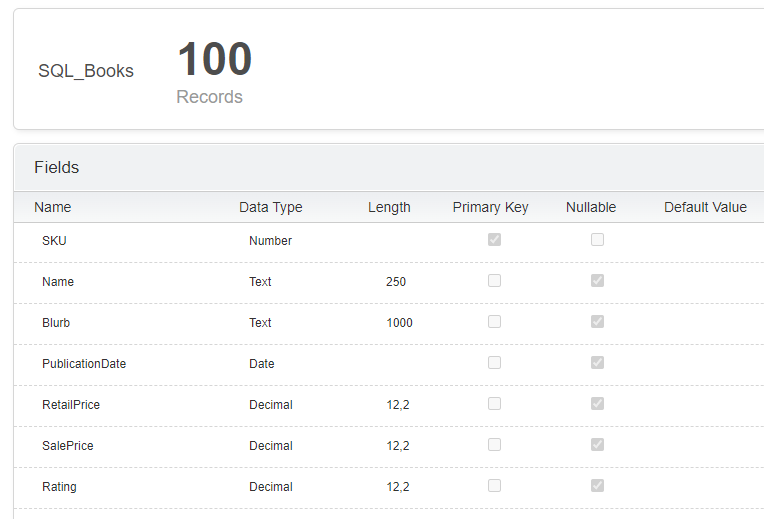 SQL_Books
100
Records
Fields
Name Data Type Length Primary Key Nullable Default Value
SKU Number
Name Text 250
Blurb Text 1000
PublicationDate Date
RetailPrice Decimal 12,2
SalePrice Decimal 12,2
Rating Decimal 12,2